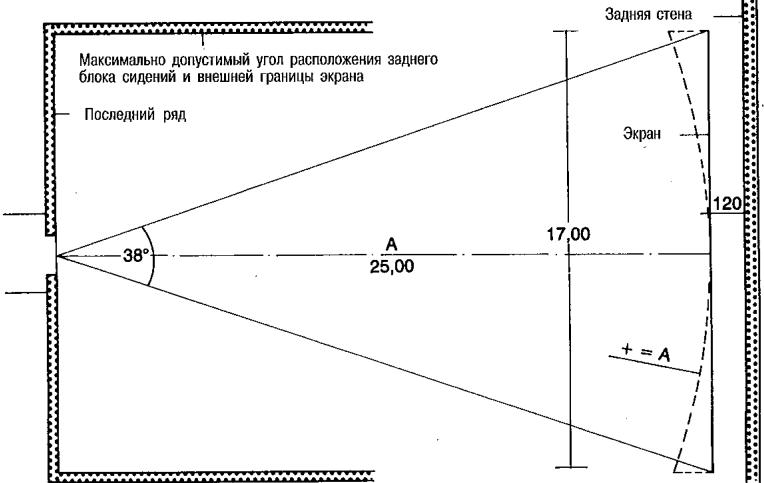 Задняя стена
Максимально допустимый угол расположения заднего
блока сидений и внешней границы экрана
Последний ряд
Экран
120
38°
A
25,00
17,00
+ = A